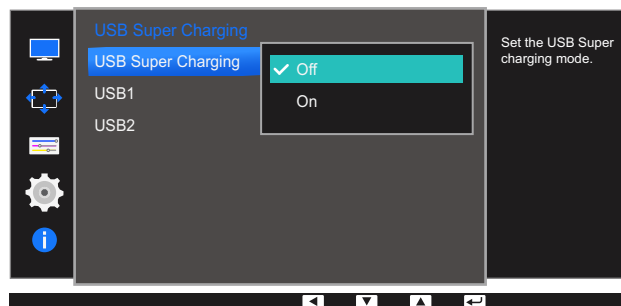 USB Super Charging
USB Super Charging
Off
On
USB1
USB2
Set the USB Super
charging mode.